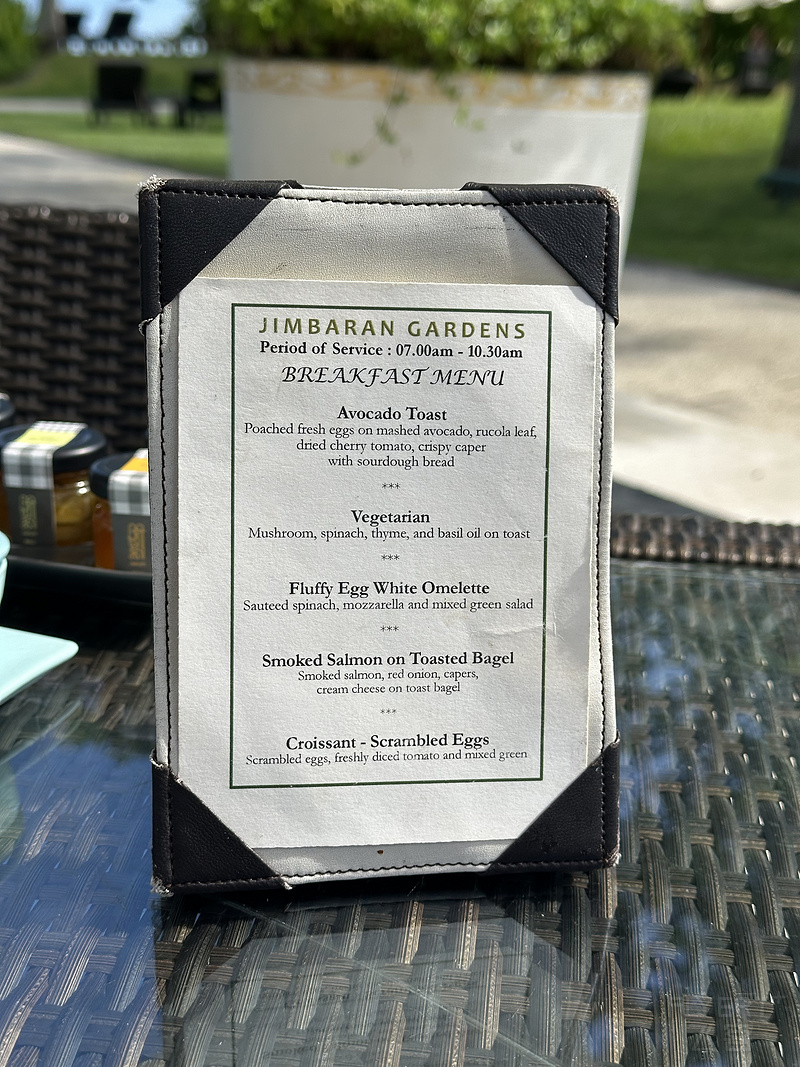 JIMBARAN GARDENS
Period of Service : 07.00am - 10.30am
BREAKFAST MENU
Avocado Toast
Poached fresh eggs on mashed avocado, rucola leaf,
dried cherry tomato, crispy caper
with sourdough bread
***
Vegetarian
Mushroom, spinach, thyme, and basil oil on toast
***
Fluffy Egg White Omelette
Sauteed spinach, mozzarella and mixed green salad
***
Smoked Salmon on Toasted Bagel
Smoked salmon, red onion, capers,
cream cheese on toast bagel
***
Croissant - Scrambled Eggs
Scrambled eggs, freshly diced tomato and mixed green